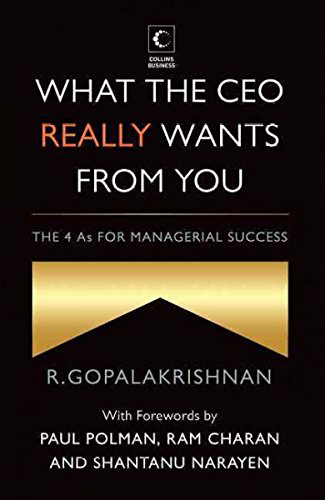 COLLINS
BUSINESS
WHAT THE CEO
REALLY WANTS
FROM YOU
THE 4 As FOR MANAGERIAL SUCCESS
R.GOPALAKRISHNAN
With Forewords by
PAUL POLMAN, RAM CHARAN
AND SHANTANU NARAYEN